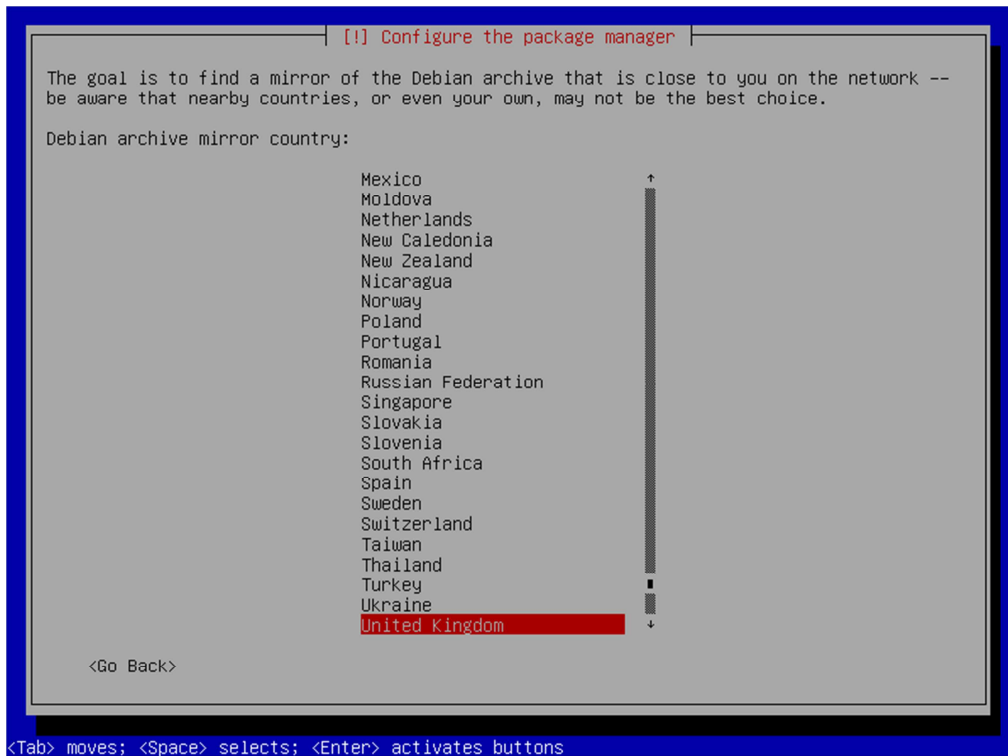 [!] Configure the package manager
The goal is to find a mirror of the Debian archive that is close to you on the network --
be aware that nearby countries, or even your own, may not be the best choice.
Debian archive mirror country:
Mexico
Moldova
Netherlands
New Caledonia
New Zealand
Nicaragua
Norway
Poland
Portugal
Romania
Russian Federation
Singapore
Slovakia
Slovenia
South Africa
Spain
Sweden
Switzerland
Taiwan
Thailand
Turkey
Ukraine
United Kingdom
<Go Back>
<Tab> moves; <Space> selects; <Enter> activates buttons